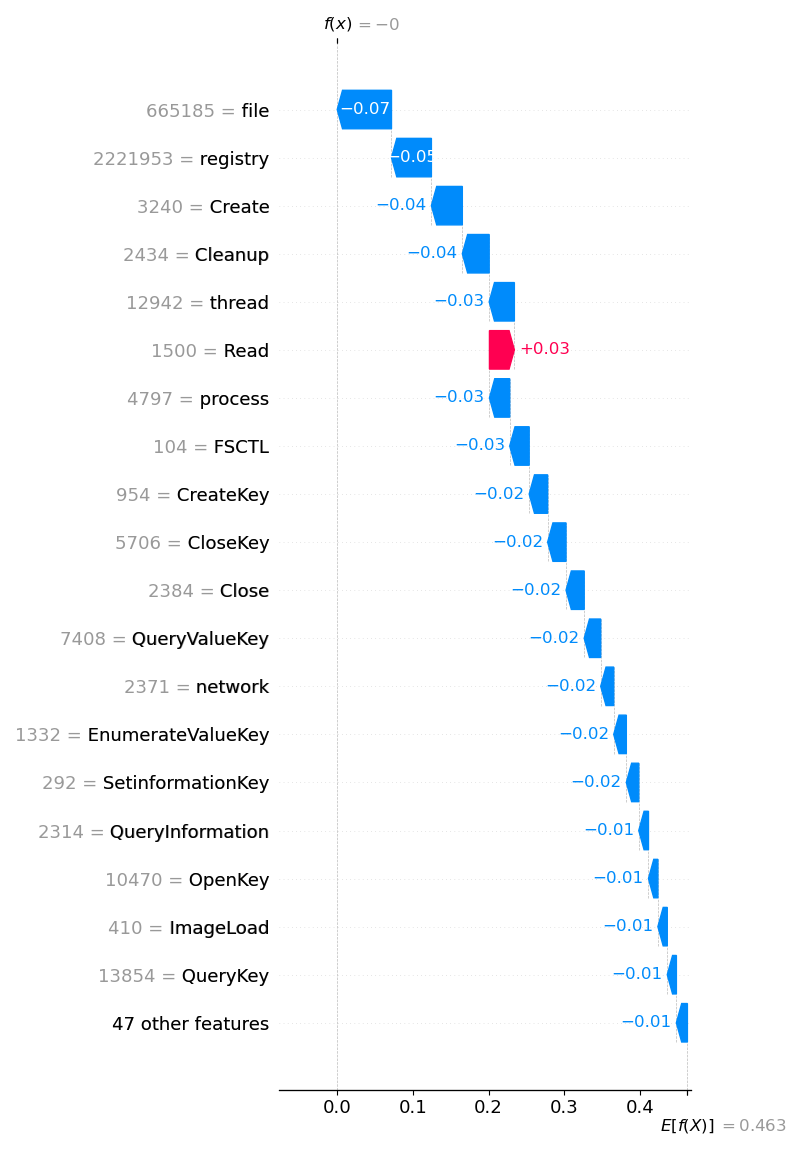 f(x) = −0
665185 = file −0.07
2221953 = registry −0.05
3240 = Create −0.04
2434 = Cleanup −0.04
12942 = thread −0.03
1500 = Read +0.03
4797 = process −0.03
104 = FSCTL −0.03
954 = CreateKey −0.02
5706 = CloseKey −0.02
2384 = Close −0.02
7408 = QueryValueKey −0.02
2371 = network −0.02
1332 = EnumerateValueKey −0.02
292 = SetinformationKey −0.02
2314 = QueryInformation −0.01
10470 = OpenKey −0.01
410 = ImageLoad −0.01
13854 = QueryKey −0.01
47 other features −0.01
0.0 0.1 0.2 0.3 0.4
E[f(X)] = 0.463